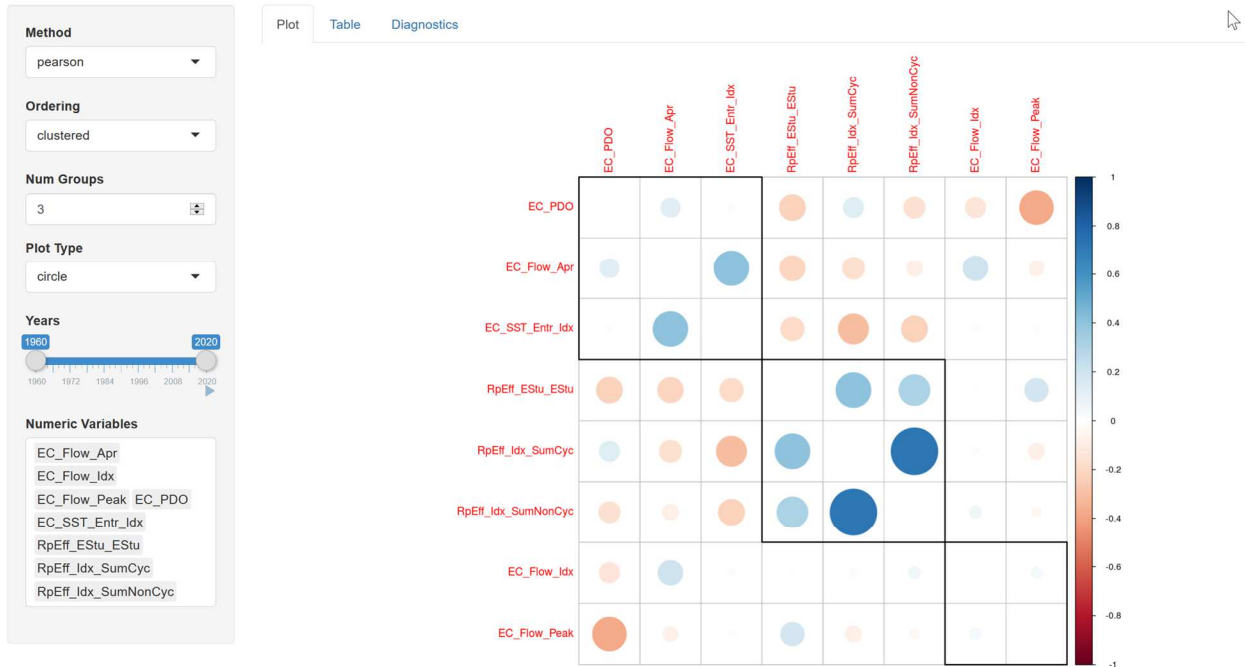 Method
pearson
Ordering
clustered
Num Groups
3
Plot Type
circle
Years
1960 2020
1960 1972 1984 1996 2008 2020
Numeric Variables
EC_Flow_Apr
EC_Flow_Idx
EC_Flow_Peak EC_PDO
EC_SST_Entr_Idx
RpEff_EStu_EStu
RpEff_Idx_SumCyc
RpEff_Idx_SumNonCyc
Plot Table Diagnostics
EC_PDO
EC_Flow_Apr
EC_SST_Entr_Idx
RpEff_EStu_EStu
RpEff_Idx_SumCyc
RpEff_Idx_SumNonCyc
EC_Flow_Idx
EC_Flow_Peak
EC_PDO
EC_Flow_Apr
EC_SST_Entr_Idx
RpEff_EStu_EStu
RpEff_Idx_SumCyc
RpEff_Idx_SumNonCyc
EC_Flow_Idx
EC_Flow_Peak
1
0.8
0.6
0.4
0.2
0
-0.2
-0.4
-0.6
-0.8
-1